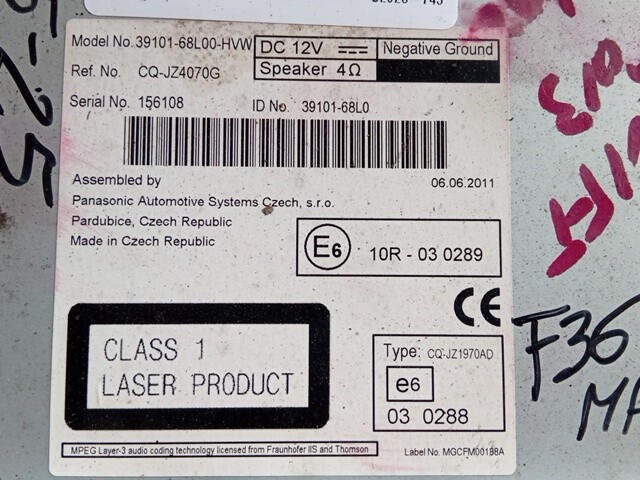 Model No. 39101-68L00-HVW
DC 12V
Negative Ground
Ref. No. CQ-JZ4070G
Speaker 4Ω
Serial No. 156108 ID No. 39101-68L0
Assembled by 06.06.2011
Panasonic Automotive Systems Czech, s.r.o.
Pardubice, Czech Republic
Made in Czech Republic
E6 10R - 03 0289
CE
CLASS 1
LASER PRODUCT
Type: CQ-JZ1970AD
e6
03 0288
MPEG Layer-3 audio coding technology licensed from Fraunhofer IIS and Thomson
Label No. MGCFM00188A
F36
MA